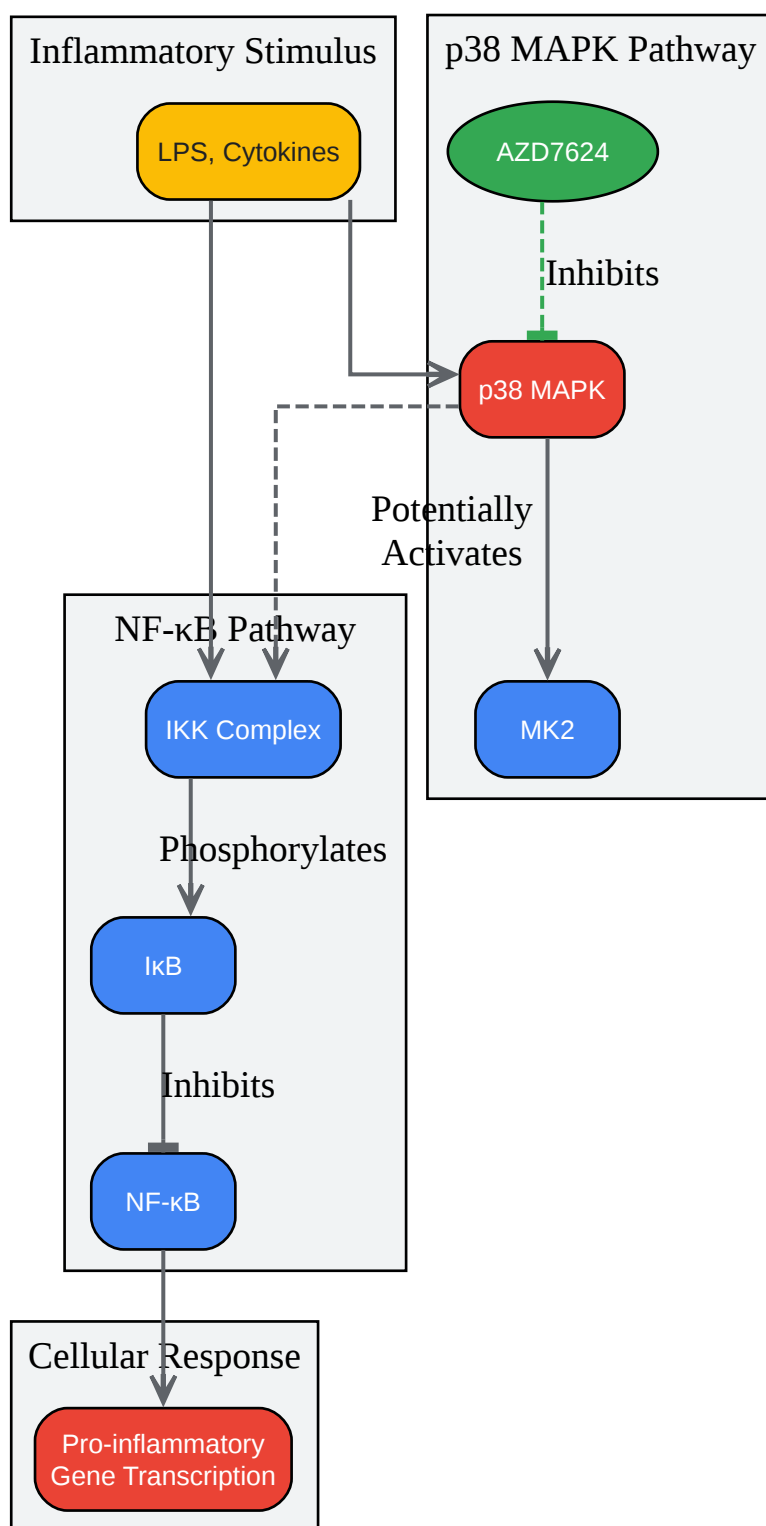 Inflammatory Stimulus
LPS, Cytokines
p38 MAPK Pathway
AZD7624
Inhibits
p38 MAPK
Potentially
Activates
MK2
NF-κB Pathway
IKK Complex
Phosphorylates
IκB
Inhibits
NF-κB
Cellular Response
Pro-inflammatory
Gene Transcription